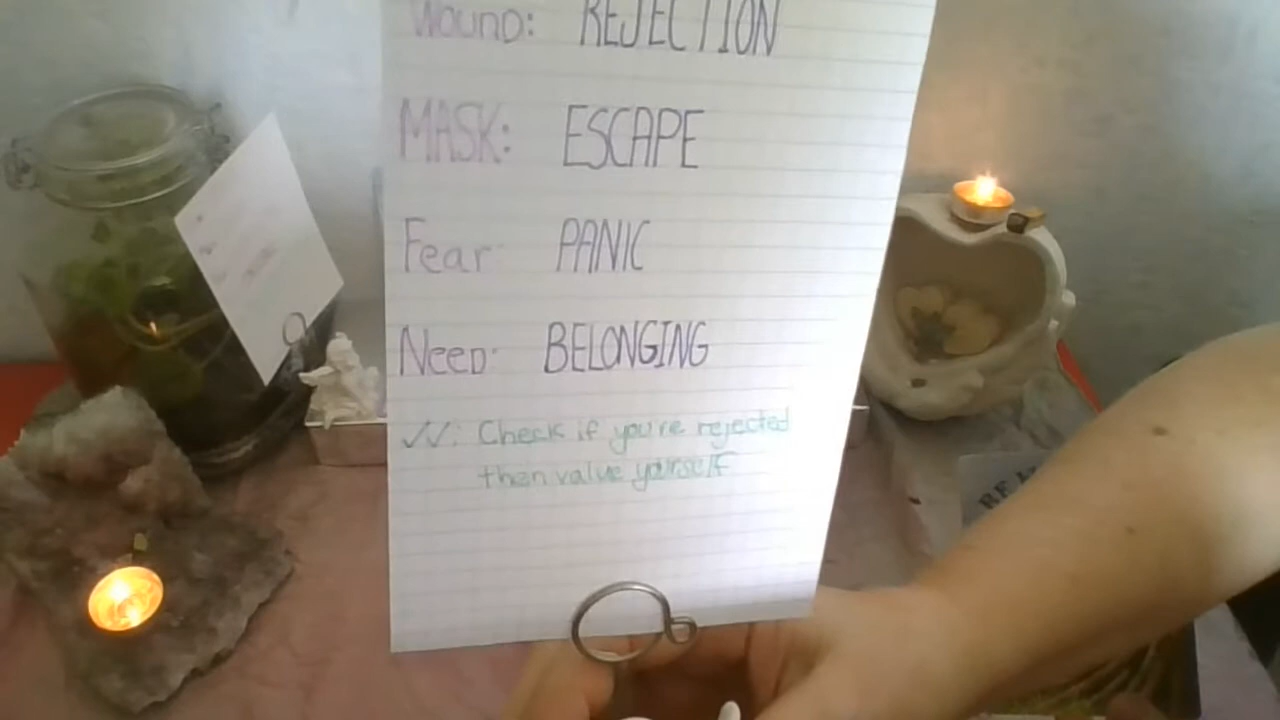 Wound: REJECTION
MASK: ESCAPE
Fear PANIC
Need: BELONGING
✓✓: Check if you're rejected
then value yourself